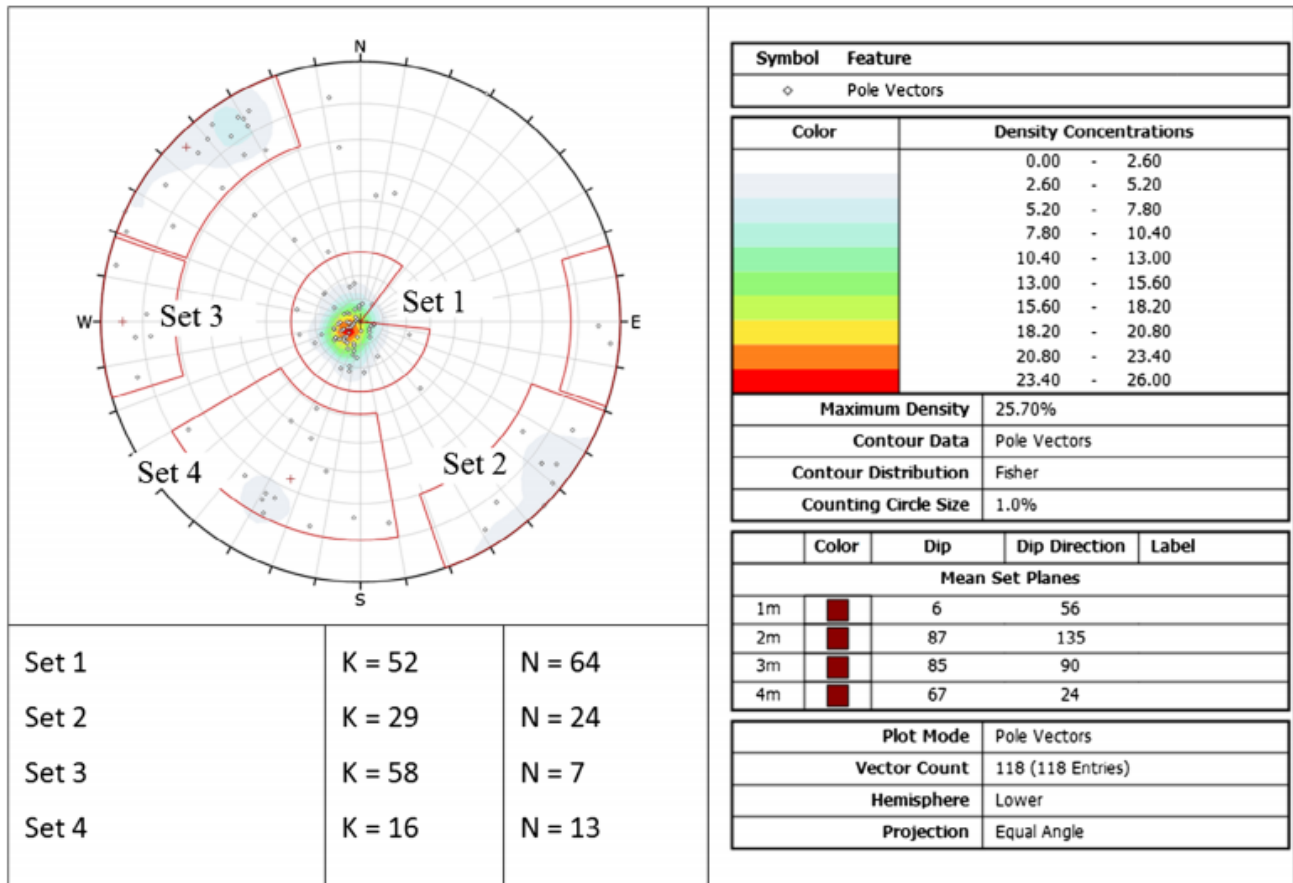 N
W
E
S
Set 1
Set 3
Set 4
Set 2
Symbol Feature
Pole Vectors
Color Density Concentrations
0.00 - 2.60
2.60 - 5.20
5.20 - 7.80
7.80 - 10.40
10.40 - 13.00
13.00 - 15.60
15.60 - 18.20
18.20 - 20.80
20.80 - 23.40
23.40 - 26.00
Maximum Density 25.70%
Contour Data Pole Vectors
Contour Distribution Fisher
Counting Circle Size 1.0%
Color Dip Dip Direction Label
Mean Set Planes
1m 6 56
2m 87 135
3m 85 90
4m 67 24
Plot Mode Pole Vectors
Vector Count 118 (118 Entries)
Hemisphere Lower
Projection Equal Angle
Set 1 K = 52 N = 64
Set 2 K = 29 N = 24
Set 3 K = 58 N = 7
Set 4 K = 16 N = 13